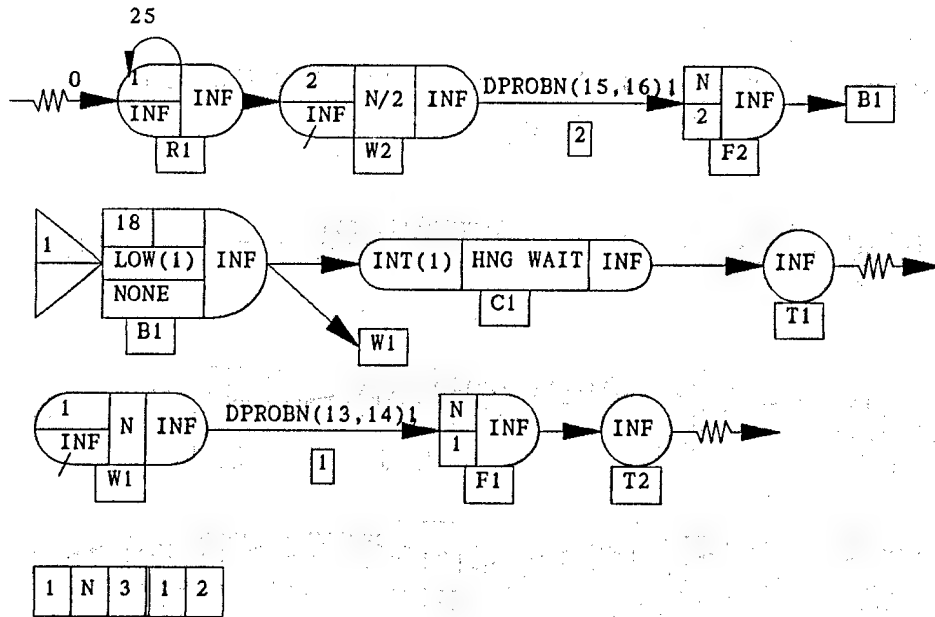 25
0
1
INF
INF
R1
2
INF
N/2
INF
W2
DPROBN(15,16)1
2
N
2
INF
F2
B1
1
18
LOW(1)
NONE
INF
B1
W1
INT(1) HNG WAIT INF
C1
INF
T1
1
INF
N
INF
W1
DPROBN(13,14)1
1
N
1
INF
F1
INF
T2
1 N 3 1 2